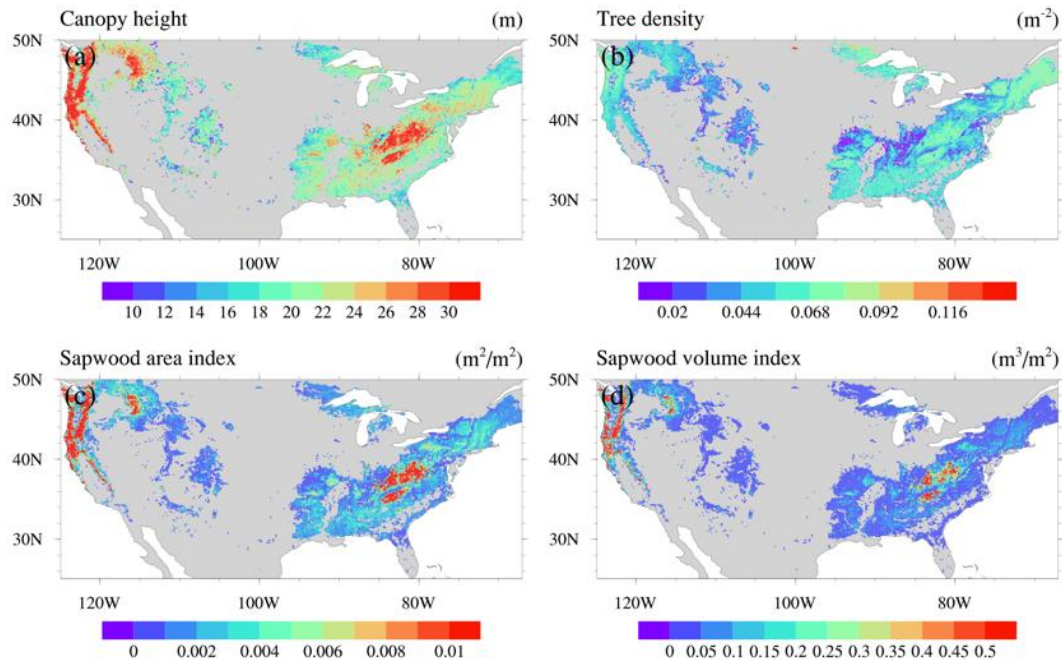 Canopy height (m)
(a)
50N
40N
30N
120W 100W 80W
10 12 14 16 18 20 22 24 26 28 30
Tree density (m-2)
(b)
50N
40N
30N
120W 100W 80W
0.02 0.044 0.068 0.092 0.116
Sapwood area index (m2/m2)
(c)
50N
40N
30N
120W 100W 80W
0 0.002 0.004 0.006 0.008 0.01
Sapwood volume index (m3/m2)
(d)
50N
40N
30N
120W 100W 80W
0 0.05 0.1 0.15 0.2 0.25 0.3 0.35 0.4 0.45 0.5